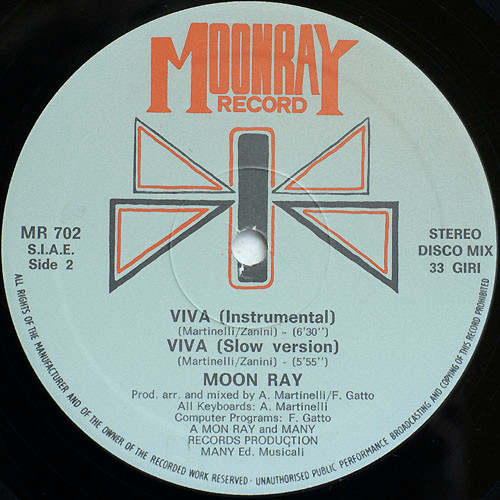 MOONRAY
RECORD
MR 702
S.I.A.E.
Side 2
STEREO
DISCO MIX
33 GIRI
VIVA (Instrumental)
(Martinelli/Zanini) - (6'30'')
VIVA (Slow version)
(Martinelli/Zanini) - (5'55'')
MOON RAY
Prod. arr. and mixed by A. Martinelli/F. Gatto
All Keyboards: A. Martinelli
Computer Programs: F. Gatto
A MON RAY and MANY
RECORDS PRODUCTION
MANY Ed. Musicali
ALL RIGHTS OF THE MANUFACTURER AND OF THE OWNER OF THE RECORDED WORK RESERVED - UNAUTHORISED PUBLIC PERFORMANCE BROADCASTING AND COPYING OF THIS RECORD PROHIBITED